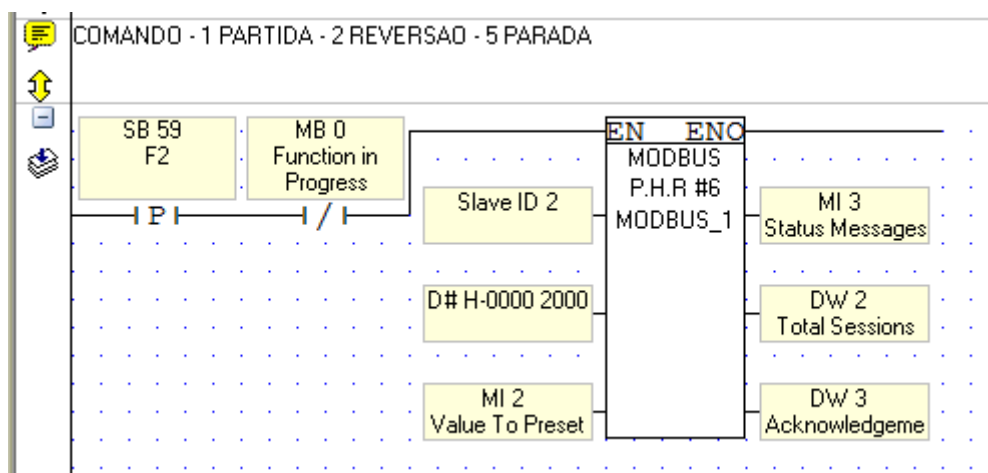 COMANDO - 1 PARTIDA - 2 REVERSAO - 5 PARADA
SB 59
F2
MB 0
Function in
Progress
P
/
EN ENO
MODBUS
P.H.R #6
MODBUS_1
Slave ID 2
MI 3
Status Messages
D# H-0000 2000
DW 2
Total Sessions
MI 2
Value To Preset
DW 3
Acknowledgeme